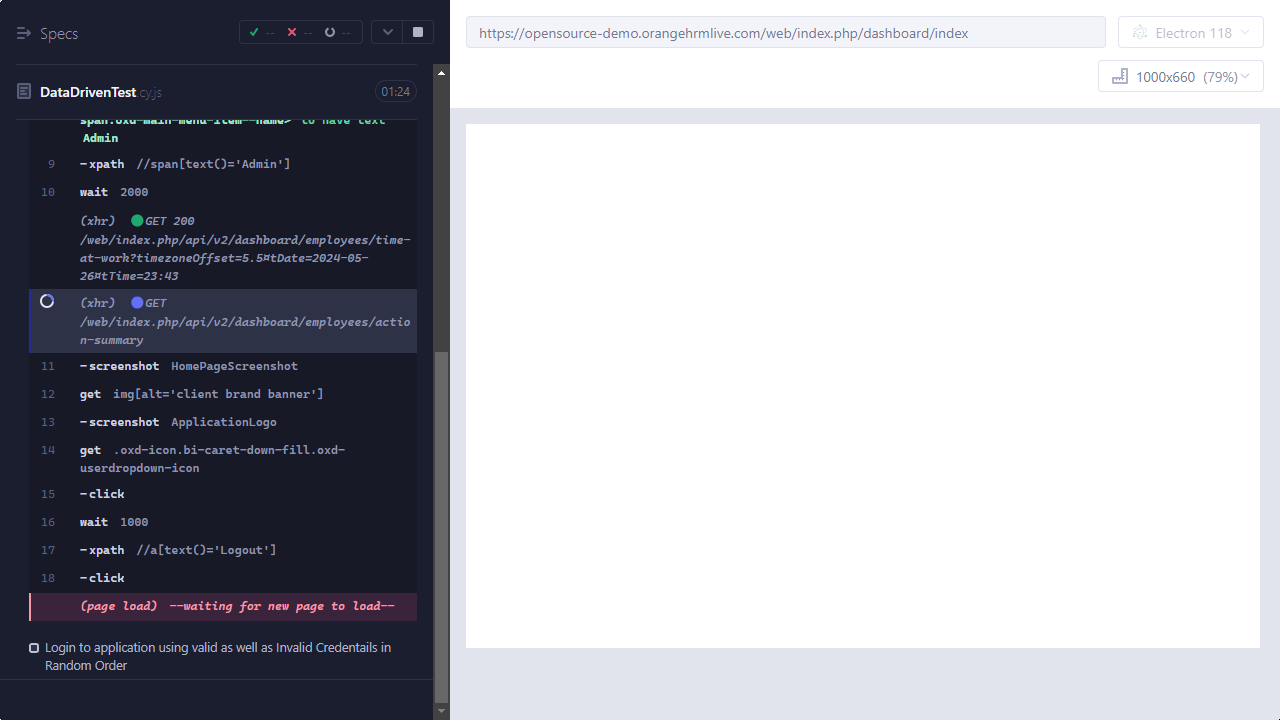 Specs
--
--
--
https://opensource-demo.orangehrmlive.com/web/index.php/dashboard/index
Electron 118
1000x660 (79%)
DataDrivenTest.cy.js
01:24
span.oxd-main-menu-item--name> to have text
Admin
9 -xpath //span[text()='Admin']
10 wait 2000
(xhr) GET 200
/web/index.php/api/v2/dashboard/employees/time-
at-work?timezoneOffset=5.5¤tDate=2024-05-
26¤tTime=23:43
(xhr) GET
/web/index.php/api/v2/dashboard/employees/actio
n-summary
11 -screenshot HomePageScreenshot
12 get img[alt='client brand banner']
13 -screenshot ApplicationLogo
14 get .oxd-icon.bi-caret-down-fill.oxd-
userdropdown-icon
15 -click
16 wait 1000
17 -xpath //a[text()='Logout']
18 -click
(page load) --waiting for new page to load--
Login to application using valid as well as Invalid Credentails in
Random Order